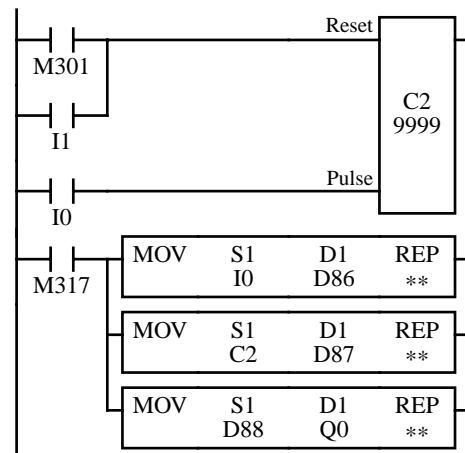 Reset
M301
C2
9999
I1
Pulse
I0
MOV S1 D1 REP
M317 I0 D86 **
MOV S1 D1 REP
C2 D87 **
MOV S1 D1 REP
D88 Q0 **